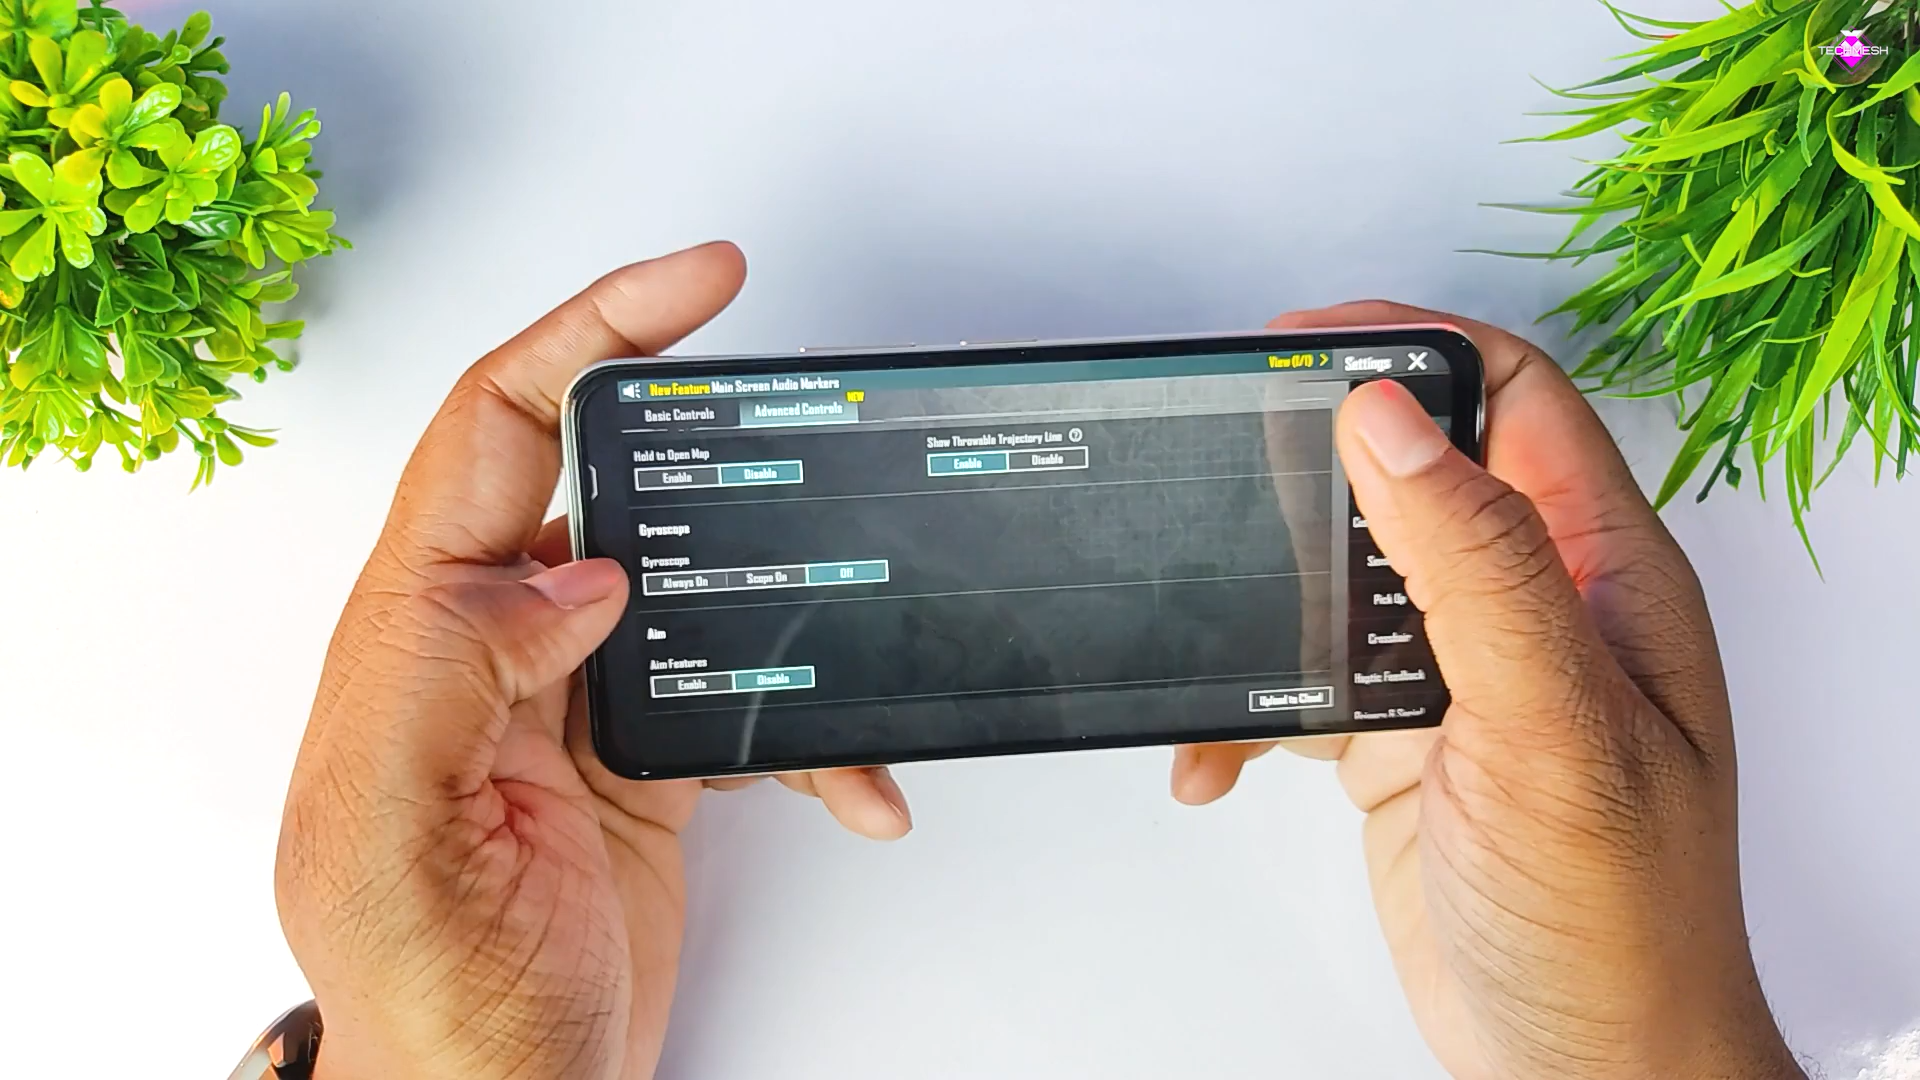 TECHMESH
New Feature Main Screen Audio Markers
View (1/1) >
Settings X
Basic Controls
Advanced Controls
NEW
Hold to Open Map
Enable
Disable
Show Throwable Trajectory Line ?
Enable
Disable
Gyroscope
Gyroscope
Always On
Scope On
Off
Aim
Aim Features
Enable
Disable
Upload to Cloud
Pick Up
Crosshair
Haptic Feedback